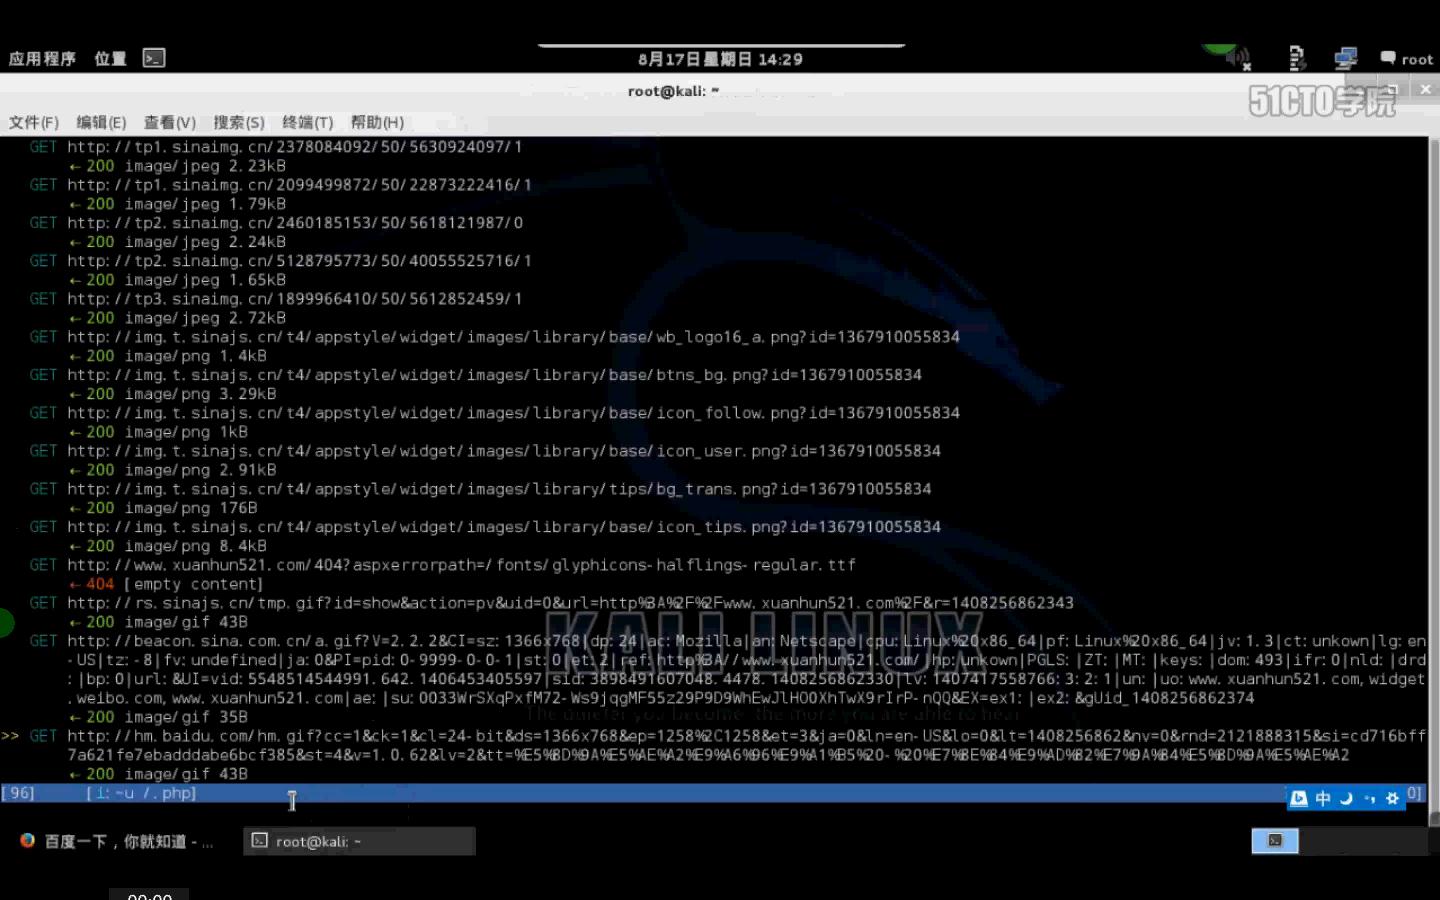 应用程序 位置 8月17日星期日 14:29 root
root@kali: ~
51CTO学院
文件(F) 编辑(E) 查看(V) 搜索(S) 终端(T) 帮助(H)
GET http://tp1.sinaimg.cn/2378084092/50/5630924097/1
← 200 image/jpeg 2.23kB
GET http://tp1.sinaimg.cn/2099499872/50/22873222416/1
← 200 image/jpeg 1.79kB
GET http://tp2.sinaimg.cn/2460185153/50/5618121987/0
← 200 image/jpeg 2.24kB
GET http://tp2.sinaimg.cn/5128795773/50/40055525716/1
← 200 image/jpeg 1.65kB
GET http://tp3.sinaimg.cn/1899966410/50/5612852459/1
← 200 image/jpeg 2.72kB
GET http://img.t.sinajs.cn/t4/appstyle/widget/images/library/base/wb_logo16_a.png?id=1367910055834
← 200 image/png 1.4kB
GET http://img.t.sinajs.cn/t4/appstyle/widget/images/library/base/btns_bg.png?id=1367910055834
← 200 image/png 3.29kB
GET http://img.t.sinajs.cn/t4/appstyle/widget/images/library/base/icon_follow.png?id=1367910055834
← 200 image/png 1kB
GET http://img.t.sinajs.cn/t4/appstyle/widget/images/library/base/icon_user.png?id=1367910055834
← 200 image/png 2.91kB
GET http://img.t.sinajs.cn/t4/appstyle/widget/images/library/tips/bg_trans.png?id=1367910055834
← 200 image/png 176B
GET http://img.t.sinajs.cn/t4/appstyle/widget/images/library/base/icon_tips.png?id=1367910055834
← 200 image/png 8.4kB
GET http://www.xuanhun521.com/404?aspxerrorpath=/fonts/glyphicons-halflings-regular.ttf
← 404 [empty content]
GET http://rs.sinajs.cn/tmp.gif?id=show&action=pv&uid=0&url=http%3A%2F%2Fwww.xuanhun521.com%2F&r=1408256862343
← 200 image/gif 43B
GET http://beacon.sina.com.cn/a.gif?V=2.2.2&CI=sz:1366x768|dp:24|ac:Mozilla|an:Netscape|cpu:Linux%20x86_64|pf:Linux%20x86_64|jv:1.3|ct:unkown|lg:en
-US|tz:-8|fv:undefined|ja:0&PI=pid:0-9999-0-0-1|st:0|et:2|ref:http%3A//www.xuanhun521.com/|hp:unkown|PGLS:|ZT:|MT:|keys:|dom:493|ifr:0|nld:|drd
:|bp:0|url:&UI=vid:5548514544991.642.1406453405597|sid:3898491607048.4478.1408256862330|lv:1407417558766:3:2:1|un:|uo:www.xuanhun521.com,widget
.weibo.com,www.xuanhun521.com|ae:|su:0033WrSXqPxfM72-Ws9jqgMF55z29P9D9WhEwJlHOOXhTwX9rIrP-nQQ&EX=ex1:|ex2:&gUid_1408256862374
← 200 image/gif 35B
>> GET http://hm.baidu.com/hm.gif?cc=1&ck=1&cl=24-bit&ds=1366x768&ep=1258%2C1258&et=3&ja=0&ln=en-US&lo=0&lt=1408256862&nv=0&rnd=2121888315&si=cd716bff
7a621fe7ebadddabe6bcf385&st=4&v=1.0.62&lv=2&tt=%E5%8D%9A%E5%AE%A2%E6%96%E9%A1%B5%20-%20%E7%8E%84%E9%AD%82%E7%9A%84%E5%8D%9A%E5%AE%A2
← 200 image/gif 43B
KALI LINUX
The quieter you become, the more you are able to hear
[96] [i:~u /.php] 0]
中
百度一下，你就知道 - ... root@kali: ~
00:00